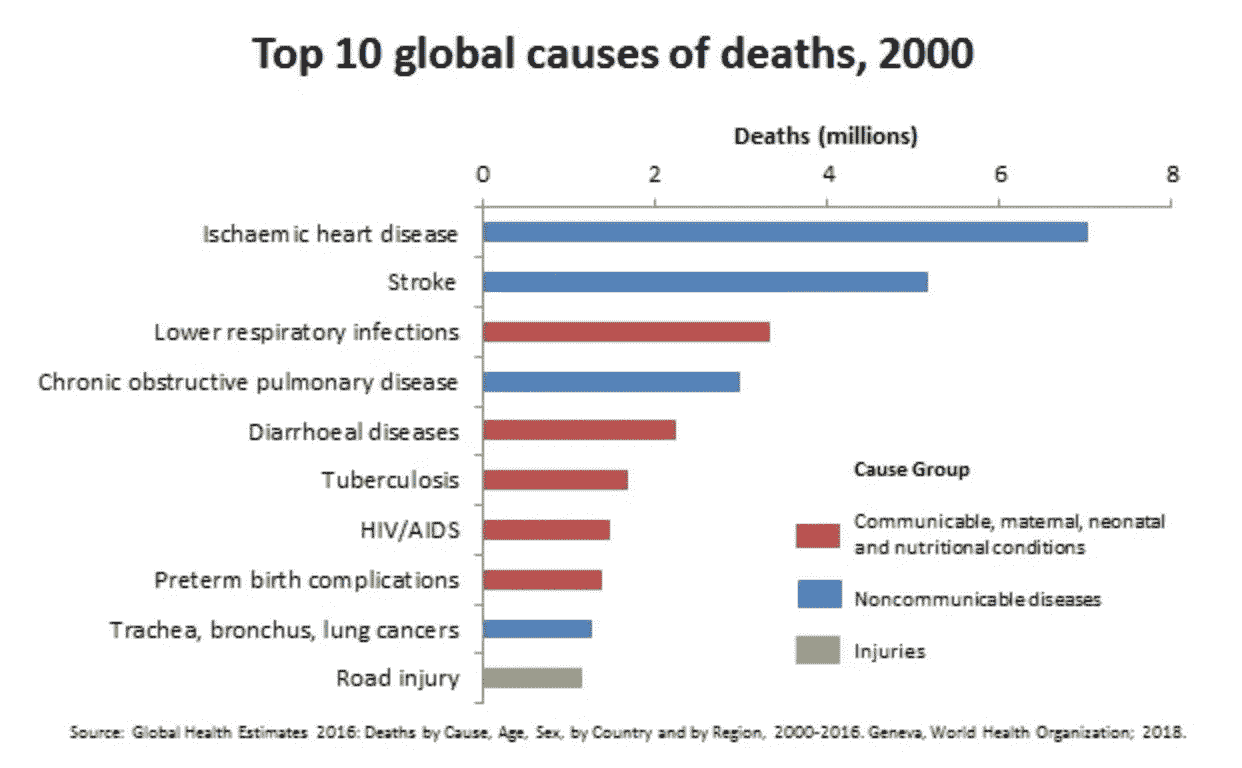 Top 10 global causes of deaths, 2000
Deaths (millions)
0 2 4 6 8
Ischaemic heart disease
Stroke
Lower respiratory infections
Chronic obstructive pulmonary disease
Diarrhoeal diseases
Tuberculosis
HIV/AIDS
Preterm birth complications
Trachea, bronchus, lung cancers
Road injury
Cause Group
Communicable, maternal, neonatal
and nutritional conditions
Noncommunicable diseases
Injuries
Source: Global Health Estimates 2016: Deaths by Cause, Age, Sex, by Country and by Region, 2000-2016. Geneva, World Health Organization; 2018.